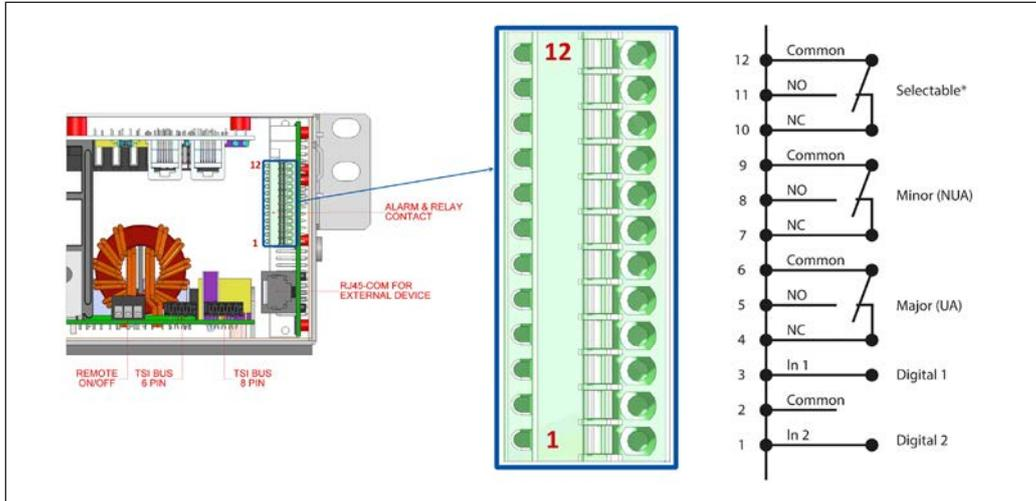 12
1
ALARM & RELAY
CONTACT
RJ45-COM FOR
EXTERNAL DEVICE
REMOTE
ON/OFF
TSI BUS
6 PIN
TSI BUS
8 PIN
12
1
12 Common
11 NO Selectable*
10 NC
9 Common
8 NO Minor (NUA)
7 NC
6 Common
5 NO Major (UA)
4 NC
3 In 1 Digital 1
2 Common
1 In 2 Digital 2